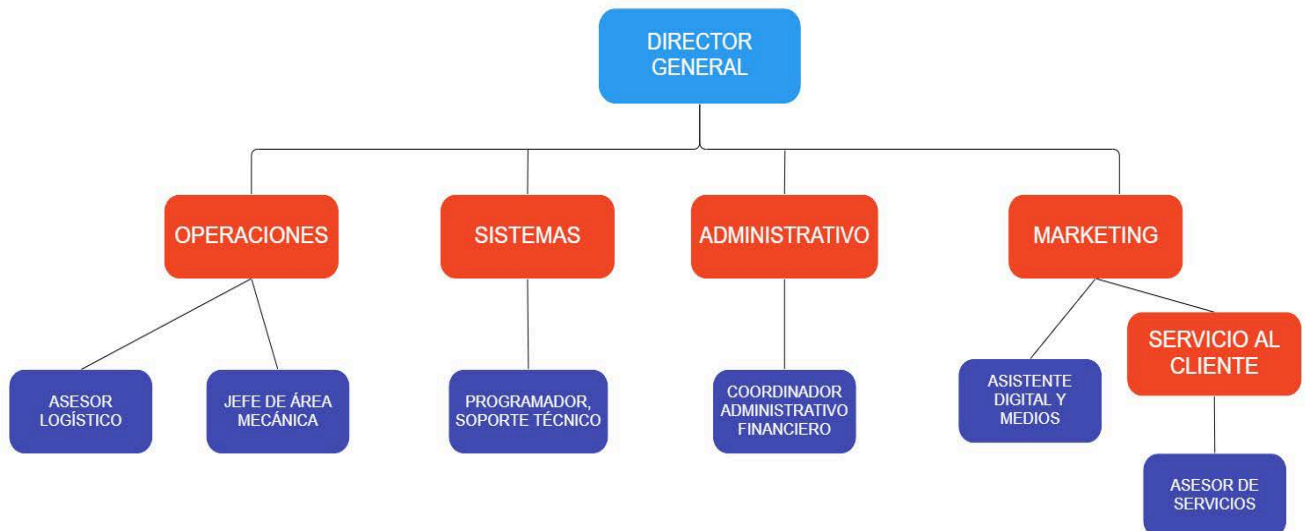 DIRECTOR
GENERAL
OPERACIONES
SISTEMAS
ADMINISTRATIVO
MARKETING
SERVICIO AL
CLIENTE
ASESOR
LOGÍSTICO
JEFE DE ÁREA
MECÁNICA
PROGRAMADOR,
SOPORTE TÉCNICO
COORDINADOR
ADMINISTRATIVO
FINANCIERO
ASISTENTE
DIGITAL Y
MEDIOS
ASESOR DE
SERVICIOS